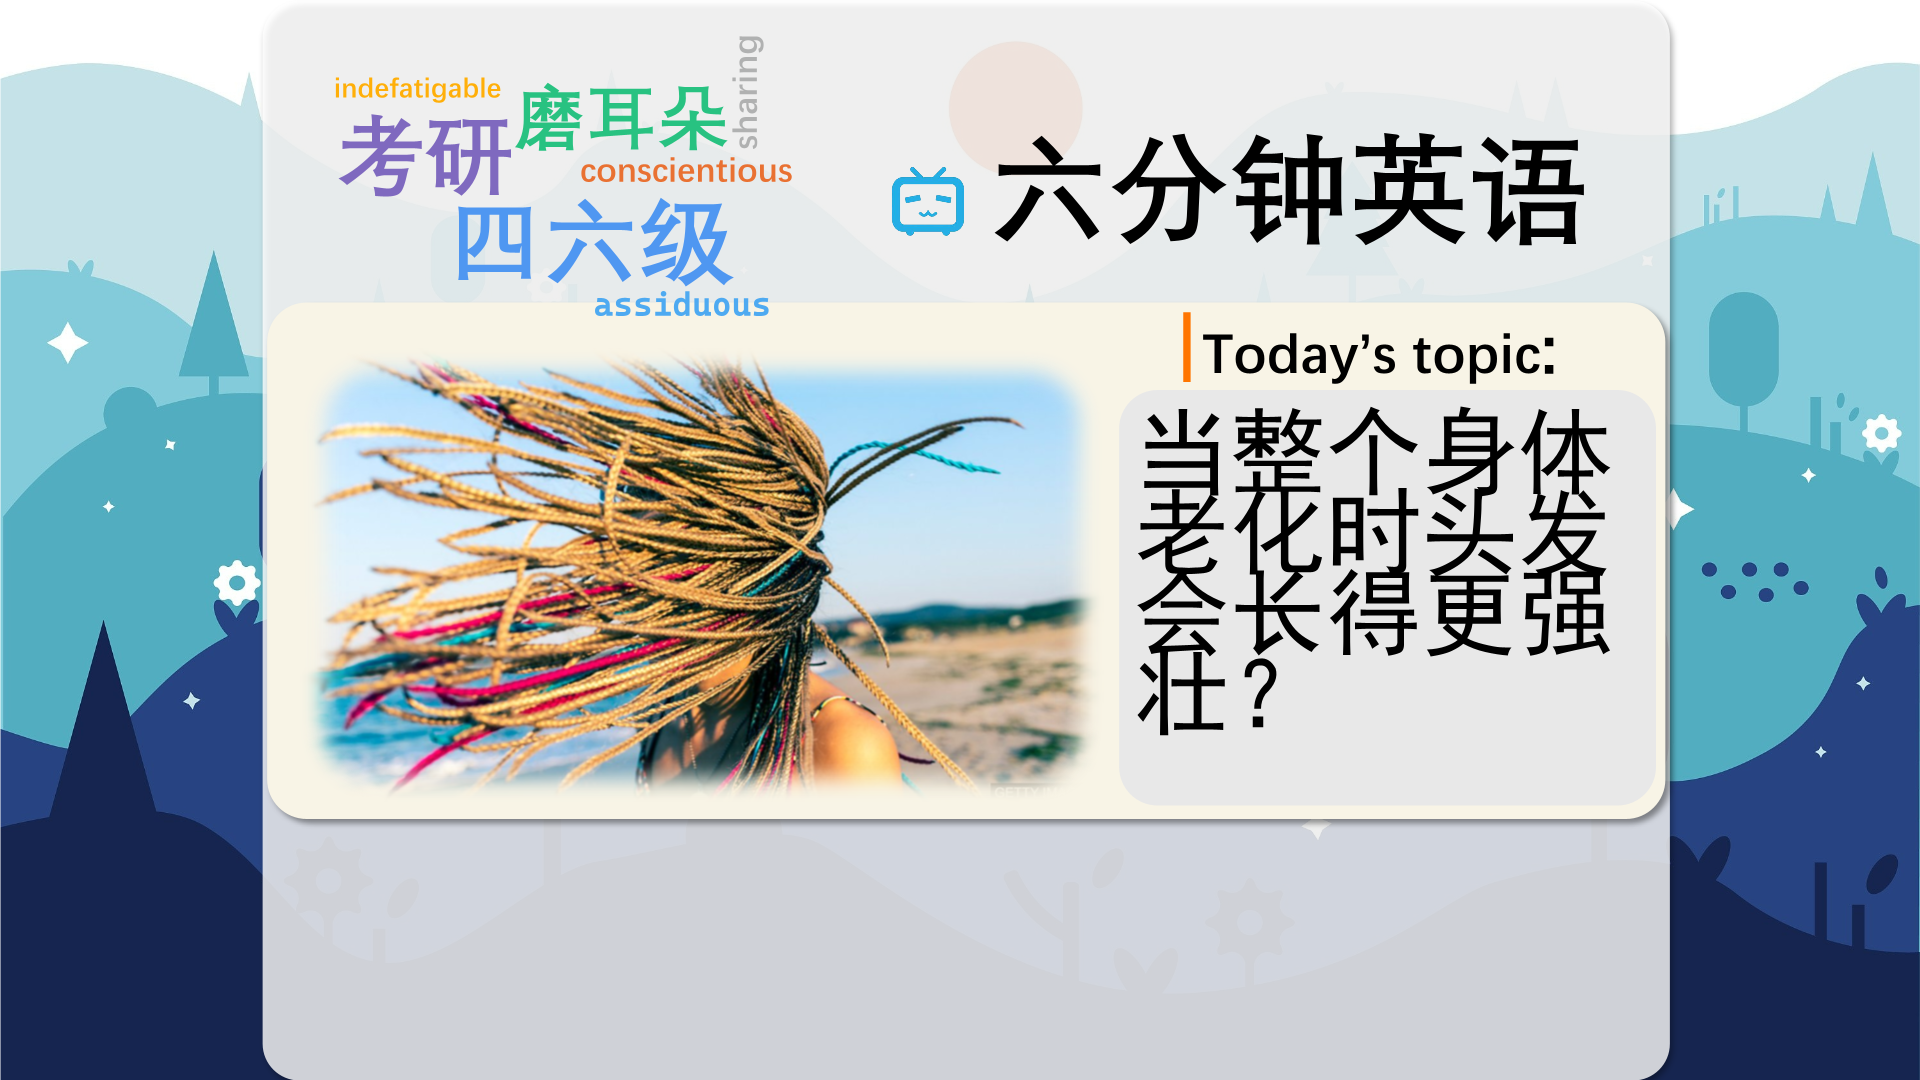 indefatigable
考研
磨耳朵
sharing
conscientious
四六级
assiduous
六分钟英语
Today’s topic:
当整个身体
老化时头发
会长得更强
壮？